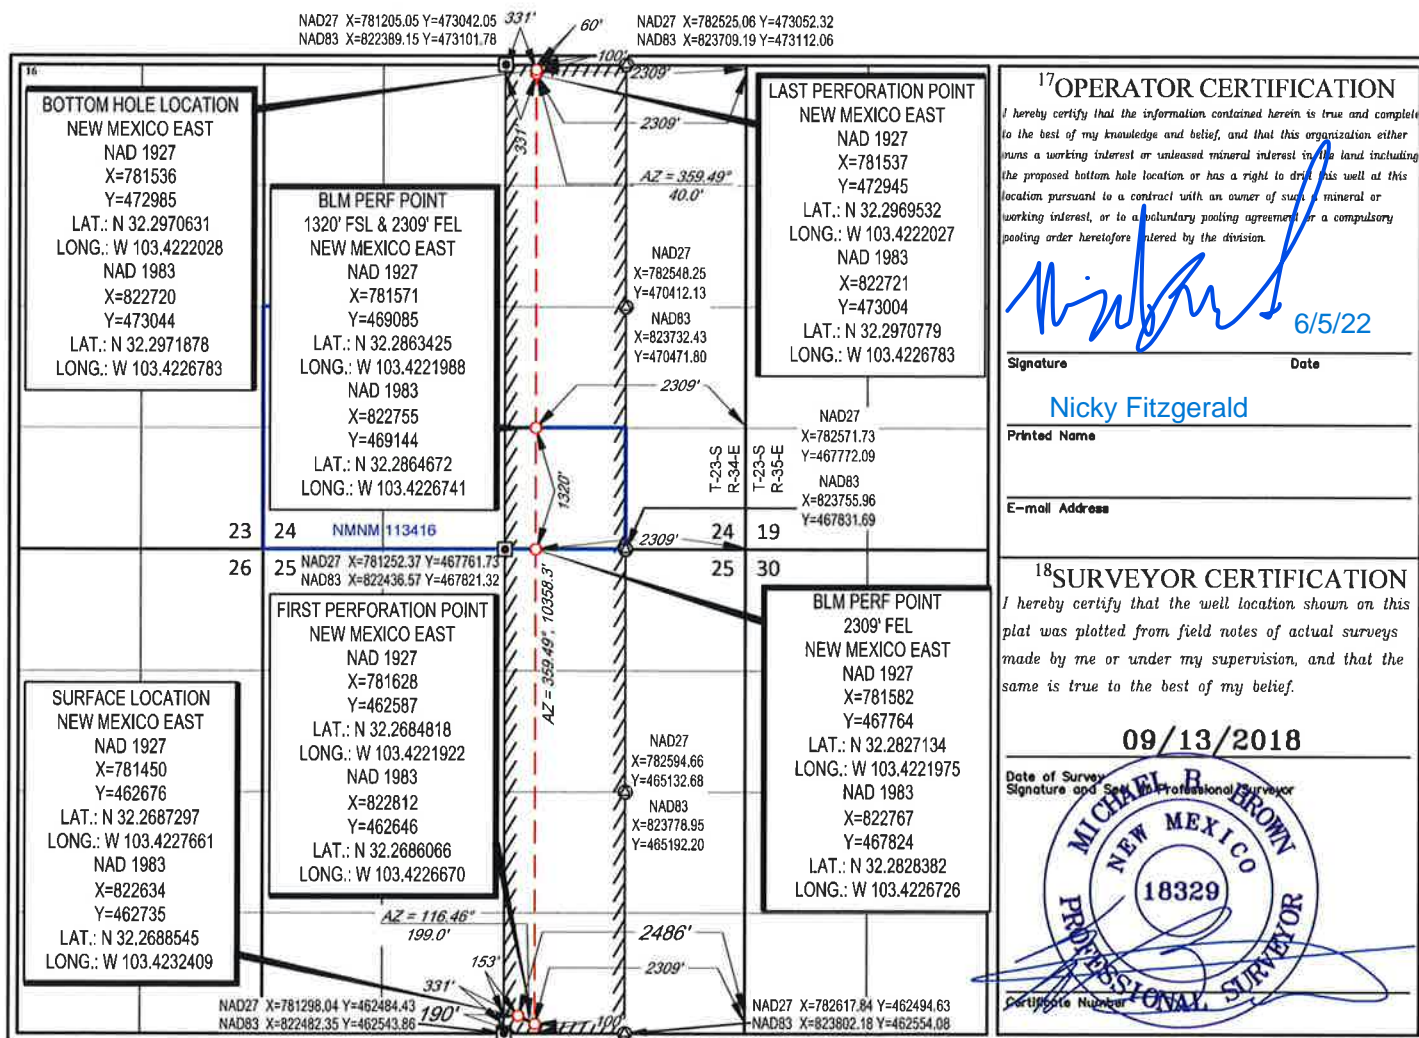 NAD27 X=781205.05 Y=473042.05
NAD83 X=822389.15 Y=473101.78
331'
60'
100'
NAD27 X=782525.06 Y=473052.32
NAD83 X=823709.19 Y=473112.06
2309'
16
BOTTOM HOLE LOCATION
NEW MEXICO EAST
NAD 1927
X=781536
Y=472985
LAT.: N 32.2970631
LONG.: W 103.4222028
NAD 1983
X=822720
Y=473044
LAT.: N 32.2971878
LONG.: W 103.4226783
BLM PERF POINT
1320' FSL & 2309' FEL
NEW MEXICO EAST
NAD 1927
X=781571
Y=469085
LAT.: N 32.2863425
LONG.: W 103.4221988
NAD 1983
X=822755
Y=469144
LAT.: N 32.2864672
LONG.: W 103.4226741
331'
2309'
AZ = 359.49°
40.0'
LAST PERFORATION POINT
NEW MEXICO EAST
NAD 1927
X=781537
Y=472945
LAT.: N 32.2969532
LONG.: W 103.4222027
NAD 1983
X=822721
Y=473004
LAT.: N 32.2970779
LONG.: W 103.4226783
NAD27
X=782548.25
Y=470412.13
NAD83
X=823732.43
Y=470471.80
2309'
1320'
T-23-S
R-34-E
T-23-S
R-35-E
NAD27
X=782571.73
Y=467772.09
NAD83
X=823755.96
Y=467831.69
23 24 NMNM 113416
2309'
24 19
26 25
25 30
NAD27 X=781252.37 Y=467761.73
NAD83 X=822436.57 Y=467821.32
AZ = 359.49°, 10358.3'
FIRST PERFORATION POINT
NEW MEXICO EAST
NAD 1927
X=781628
Y=462587
LAT.: N 32.2684818
LONG.: W 103.4221922
NAD 1983
X=822812
Y=462646
LAT.: N 32.2686066
LONG.: W 103.4226670
BLM PERF POINT
2309' FEL
NEW MEXICO EAST
NAD 1927
X=781582
Y=467764
LAT.: N 32.2827134
LONG.: W 103.4221975
NAD 1983
X=822767
Y=467824
LAT.: N 32.2828382
LONG.: W 103.4226726
SURFACE LOCATION
NEW MEXICO EAST
NAD 1927
X=781450
Y=462676
LAT.: N 32.2687297
LONG.: W 103.4227661
NAD 1983
X=822634
Y=462735
LAT.: N 32.2688545
LONG.: W 103.4232409
NAD27
X=782594.66
Y=465132.68
NAD83
X=823778.95
Y=465192.20
AZ = 116.46°
199.0'
2486'
153'
331'
2309'
190'
100'
NAD27 X=781298.04 Y=462484.43
NAD83 X=822482.35 Y=462543.86
NAD27 X=782617.84 Y=462494.63
NAD83 X=823802.18 Y=462554.08
17 OPERATOR CERTIFICATION
I hereby certify that the information contained herein is true and complete
to the best of my knowledge and belief, and that this organization either
owns a working interest or unleased mineral interest in the land including
the proposed bottom hole location or has a right to drill this well at this
location pursuant to a contract with an owner of such a mineral or
working interest, or to a voluntary pooling agreement or a compulsory
pooling order heretofore entered by the division.
6/5/22
Signature Date
Nicky Fitzgerald
Printed Name
E-mail Address
18 SURVEYOR CERTIFICATION
I hereby certify that the well location shown on this
plat was plotted from field notes of actual surveys
made by me or under my supervision, and that the
same is true to the best of my belief.
09/13/2018
Date of Survey
Signature and Seal of Professional Surveyor
MICHAEL R. BROWN
NEW MEXICO
18329
PROFESSIONAL SURVEYOR
Certificate Number